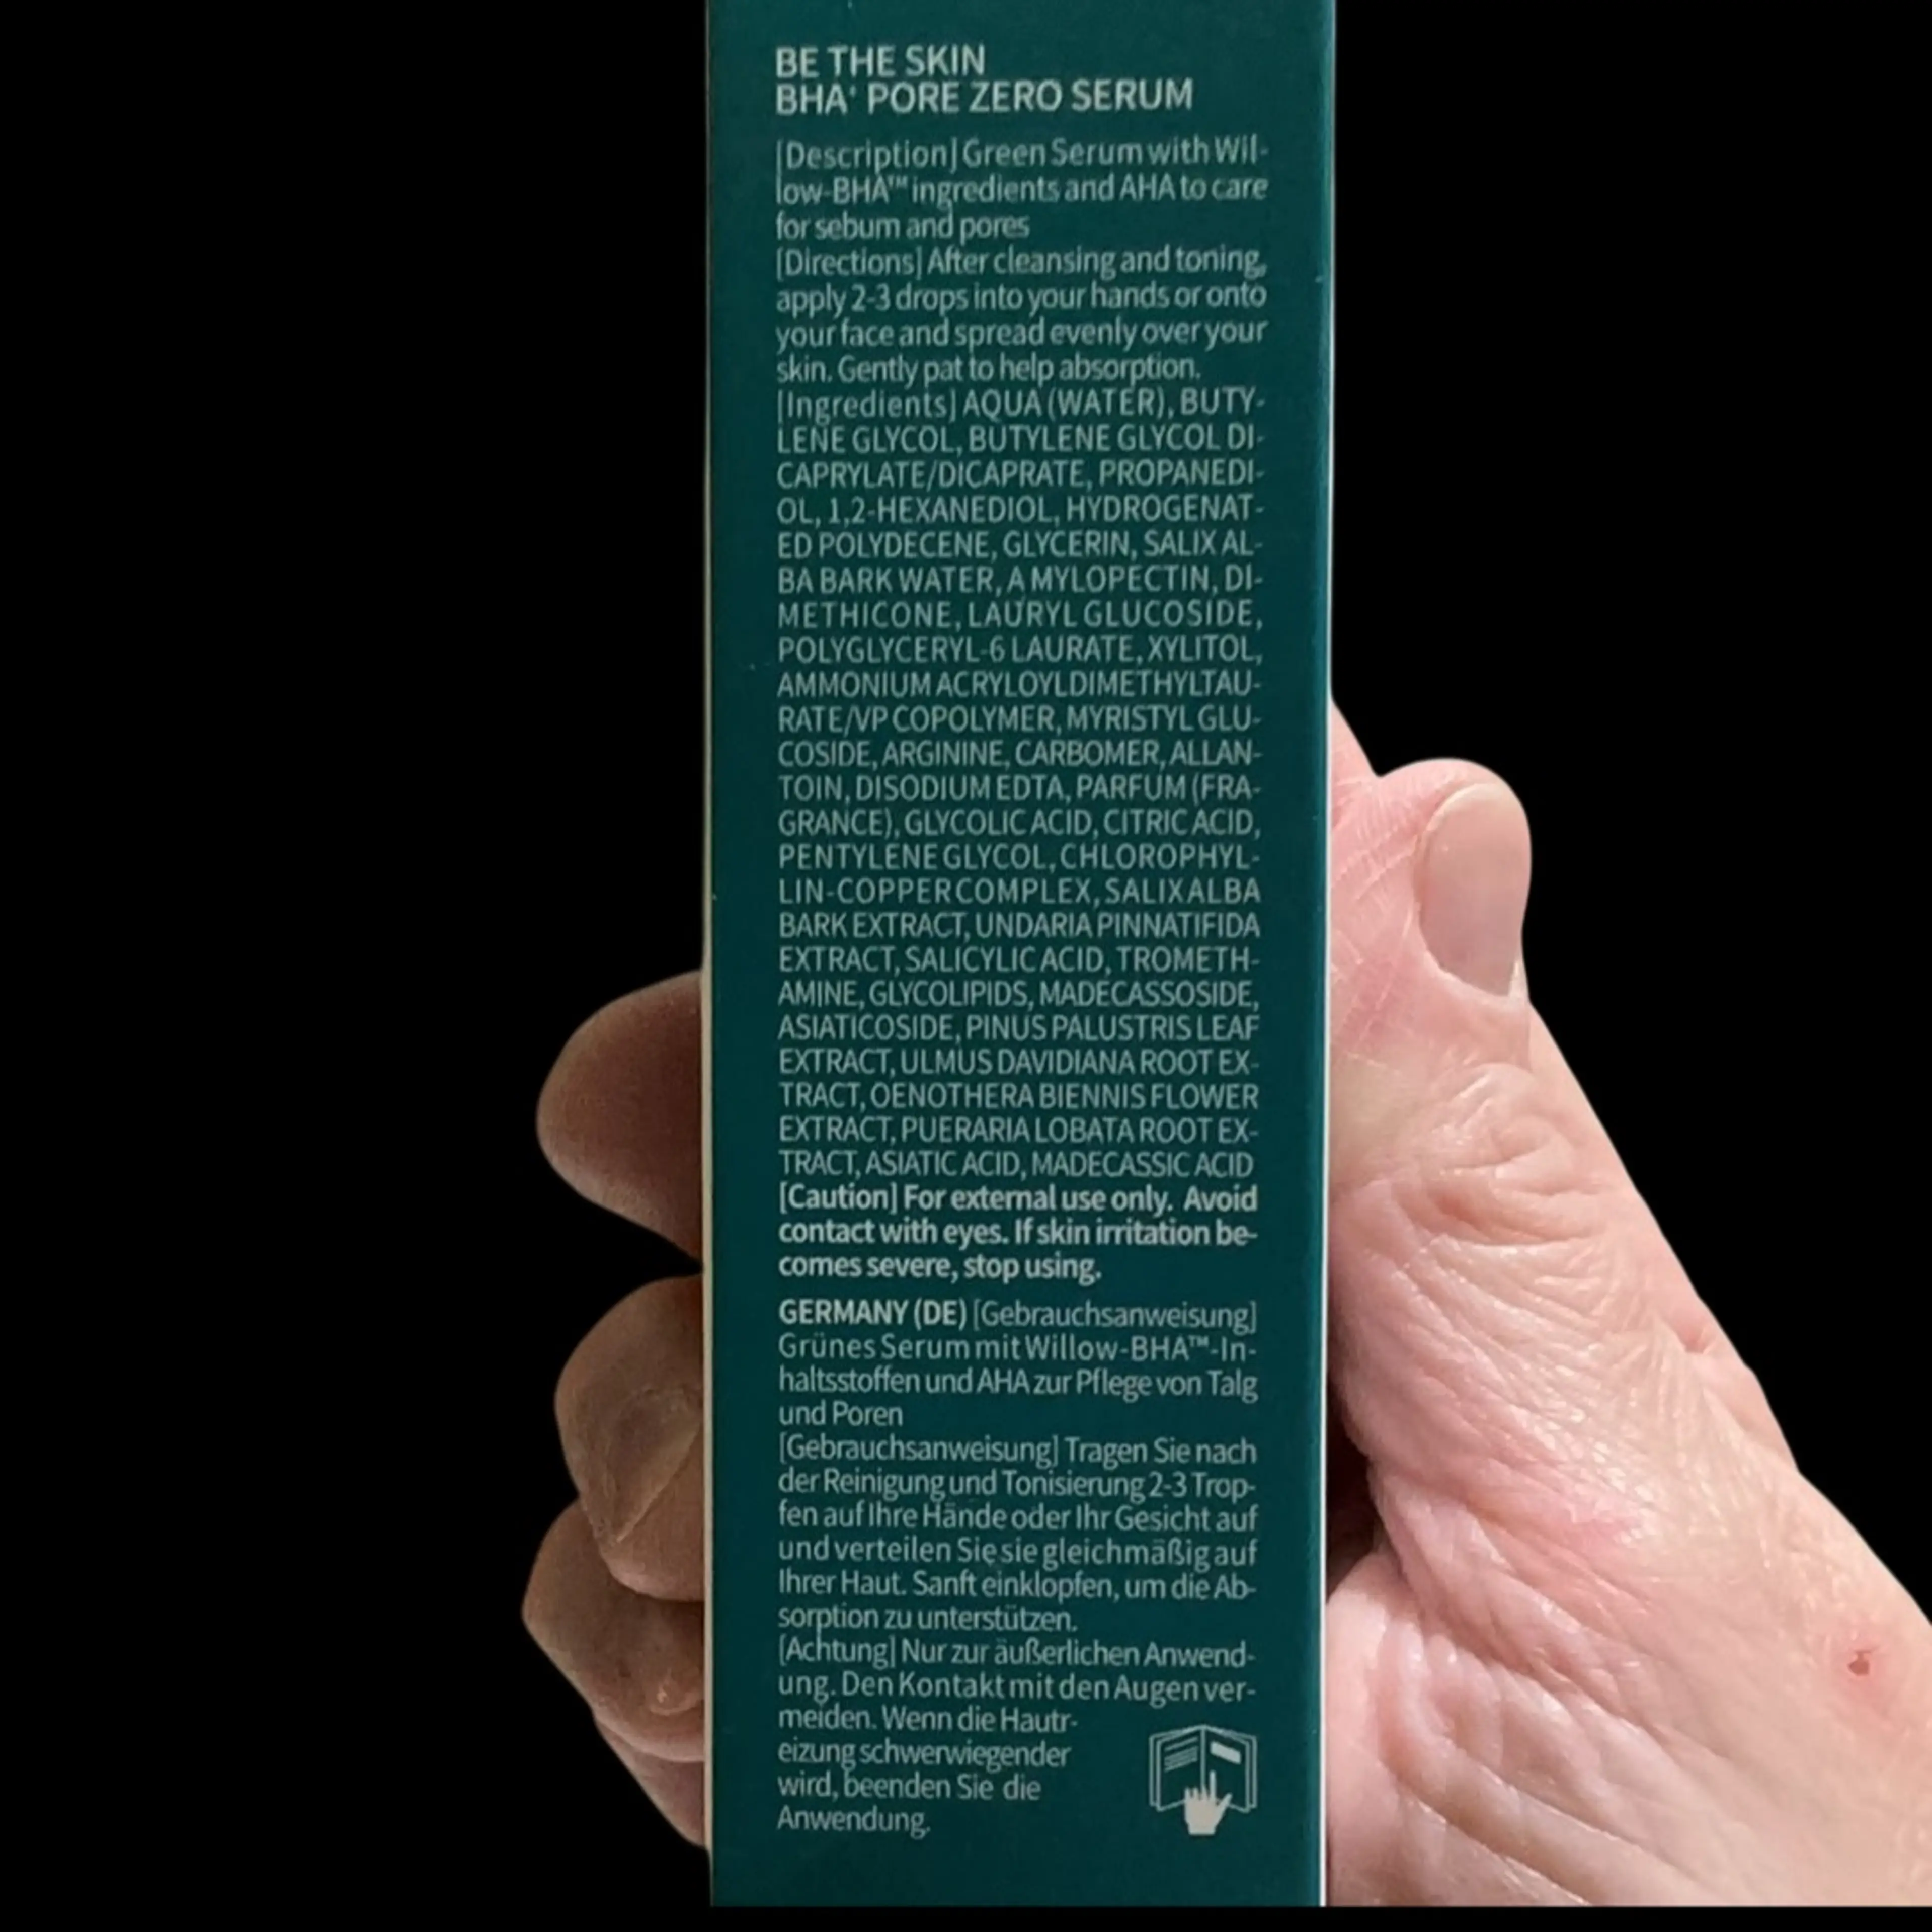 BE THE SKIN
BHA+ PORE ZERO SERUM
[Description] Green Serum with Wil-
low-BHA™ ingredients and AHA to care
for sebum and pores
[Directions] After cleansing and toning,
apply 2-3 drops into your hands or onto
your face and spread evenly over your
skin. Gently pat to help absorption.
[Ingredients] AQUA (WATER), BUTY-
LENE GLYCOL, BUTYLENE GLYCOL DI-
CAPRYLATE/DICAPRATE, PROPANEDI-
OL, 1,2-HEXANEDIOL, HYDROGENAT-
ED POLYDECENE, GLYCERIN, SALIX AL-
BA BARK WATER, A MYLOPECTIN, DI-
METHICONE, LAURYL GLUCOSIDE,
POLYGLYCERYL-6 LAURATE, XYLITOL,
AMMONIUM ACRYLOYLDIMETHYLTAU-
RATE/VP COPOLYMER, MYRISTYL GLU-
COSIDE, ARGININE, CARBOMER, ALLAN-
TOIN, DISODIUM EDTA, PARFUM (FRA-
GRANCE), GLYCOLIC ACID, CITRIC ACID,
PENTYLENE GLYCOL, CHLOROPHYL-
LIN-COPPER COMPLEX, SALIX ALBA
BARK EXTRACT, UNDARIA PINNATIFIDA
EXTRACT, SALICYLIC ACID, TROMETH-
AMINE, GLYCOLIPIDS, MADECASSOSIDE,
ASIATICOSIDE, PINUS PALUSTRIS LEAF
EXTRACT, ULMUS DAVIDIANA ROOT EX-
TRACT, OENOTHERA BIENNIS FLOWER
EXTRACT, PUERARIA LOBATA ROOT EX-
TRACT, ASIATIC ACID, MADECASSIC ACID
[Caution] For external use only. Avoid
contact with eyes. If skin irritation be-
comes severe, stop using.
GERMANY (DE) [Gebrauchsanweisung]
Grünes Serum mit Willow-BHA™-In-
haltsstoffen und AHA zur Pflege von Talg
und Poren
[Gebrauchsanweisung] Tragen Sie nach
der Reinigung und Tonisierung 2-3 Trop-
fen auf Ihre Hände oder Ihr Gesicht auf
und verteilen Sie sie gleichmäßig auf
Ihrer Haut. Sanft einklopfen, um die Ab-
sorption zu unterstützen.
[Achtung] Nur zur äußerlichen Anwend-
ung. Den Kontakt mit den Augen ver-
meiden. Wenn die Hautr-
eizung schwerwiegender
wird, beenden Sie die
Anwendung.